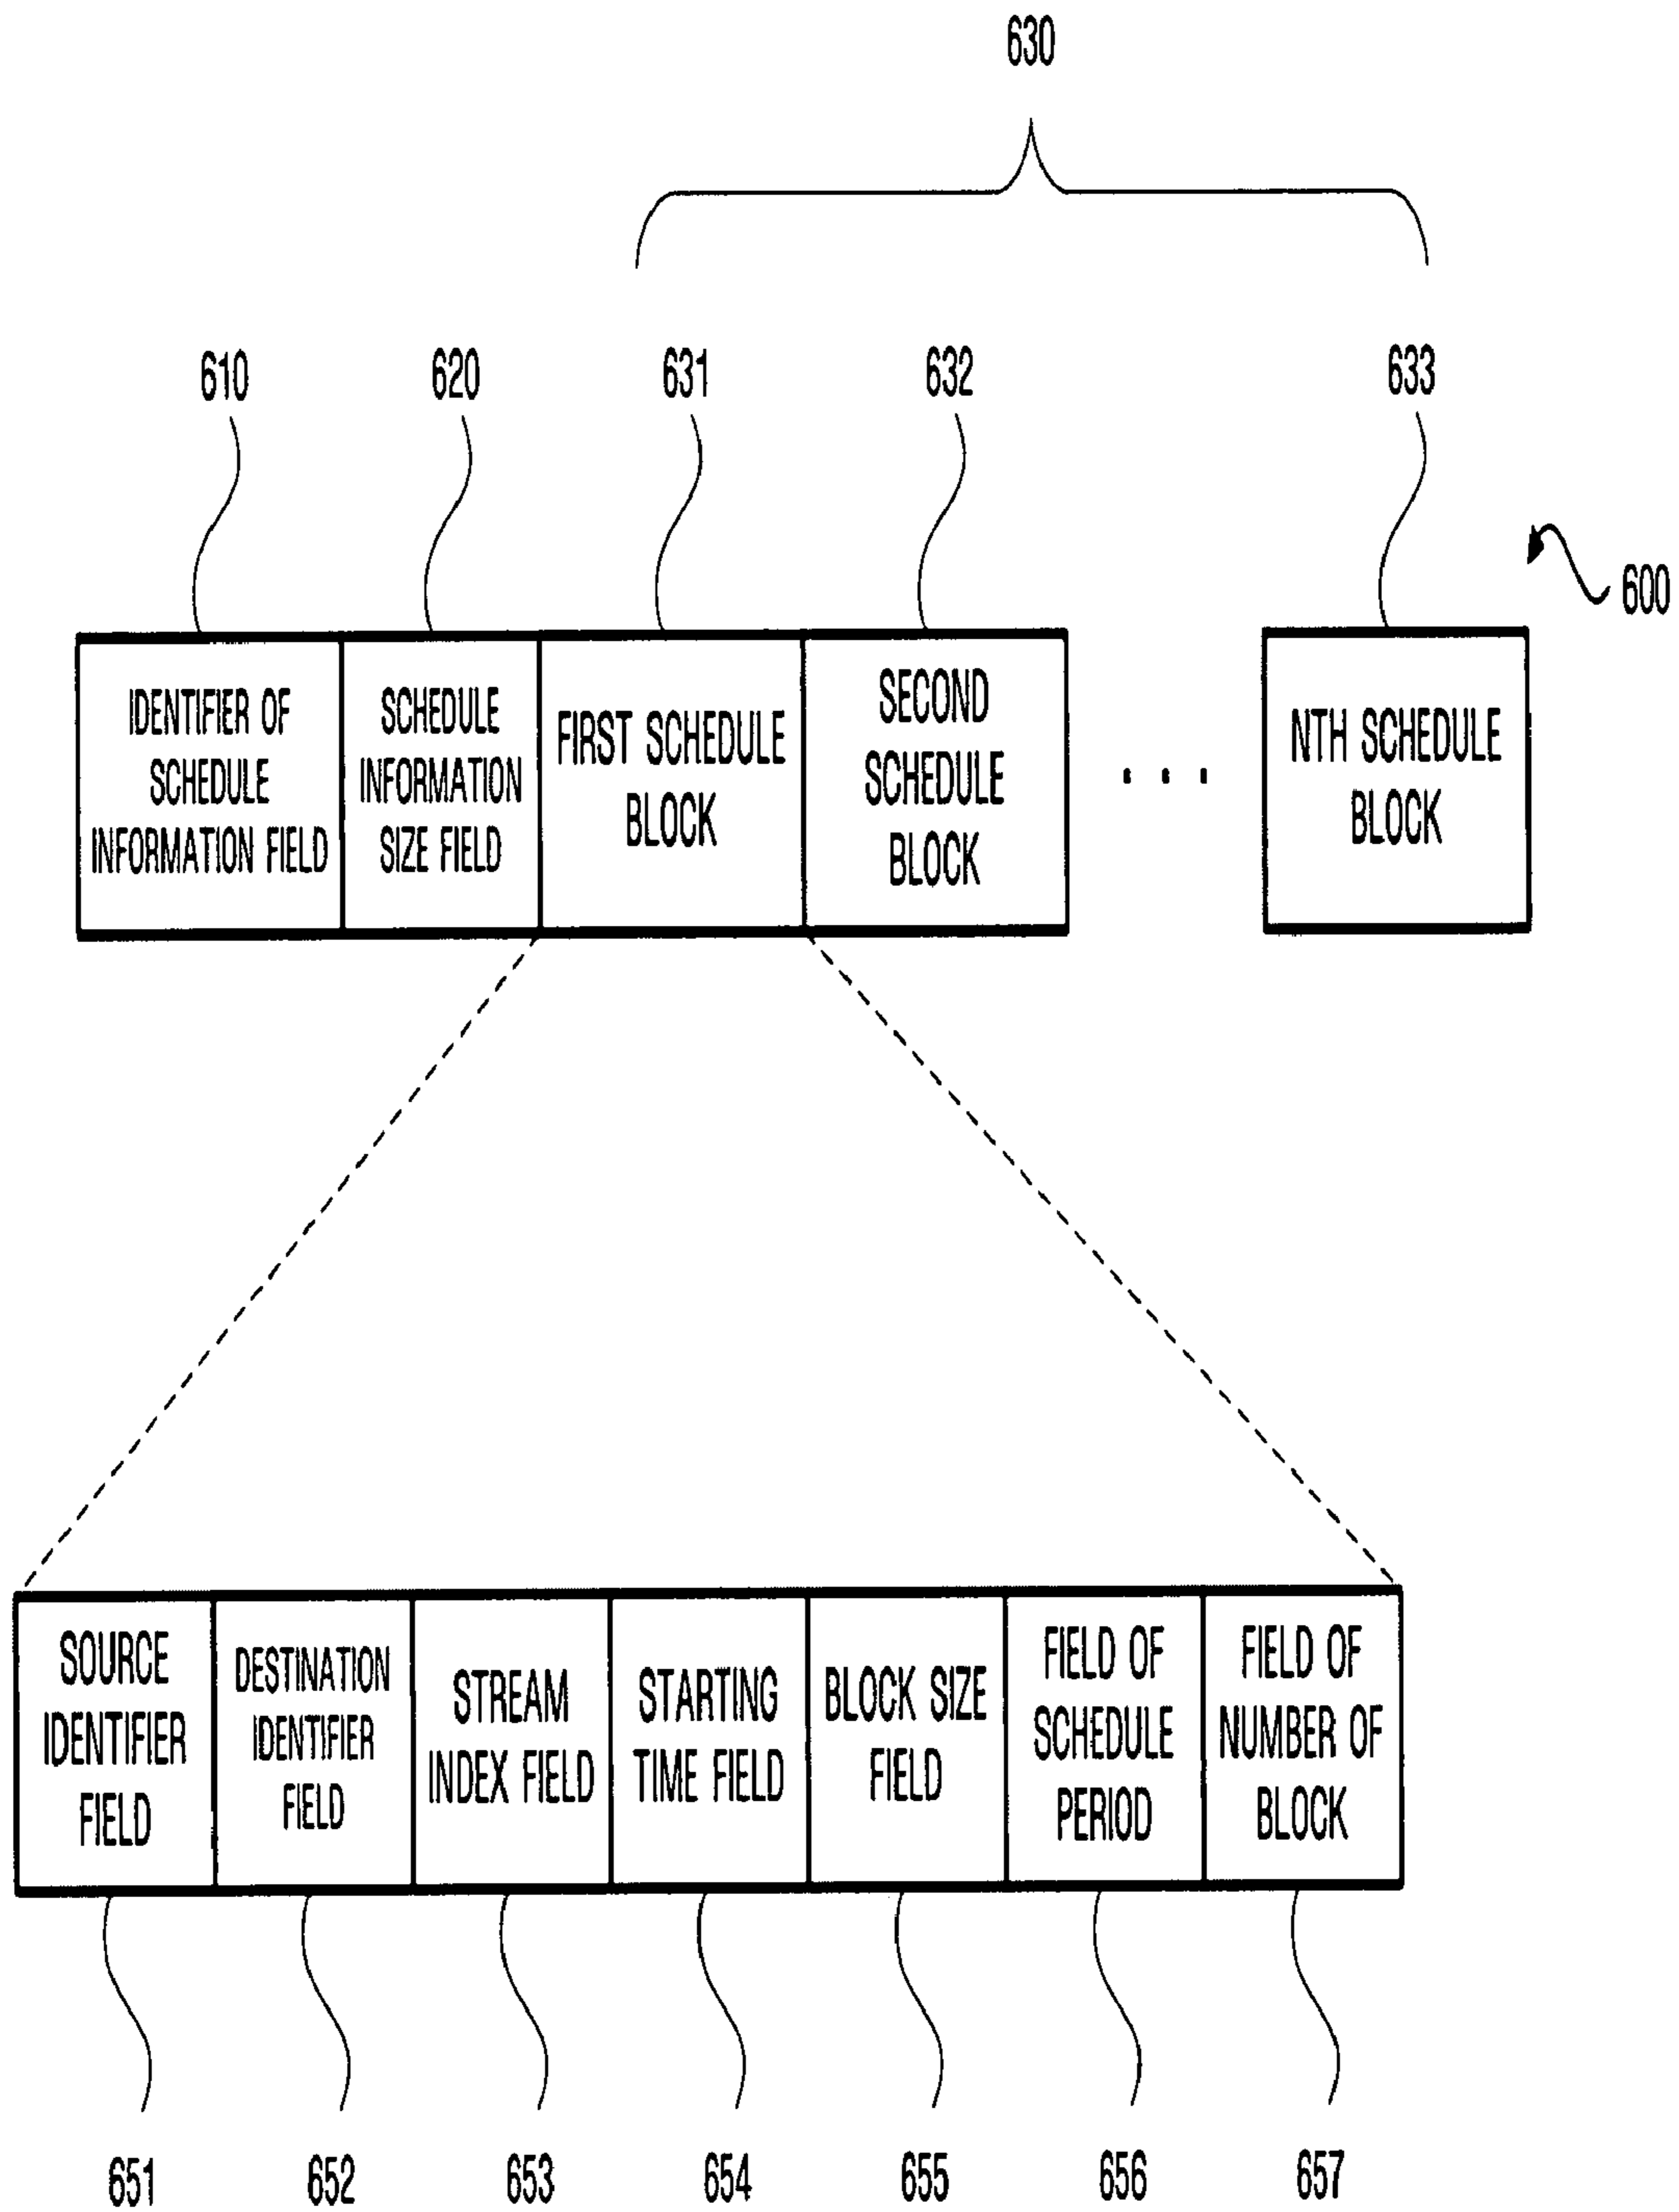 630
610
620
631
632
633
600
IDENTIFIER OF
SCHEDULE
INFORMATION FIELD
SCHEDULE
INFORMATION
SIZE FIELD
FIRST SCHEDULE
BLOCK
SECOND
SCHEDULE
BLOCK
. . .
NTH SCHEDULE
BLOCK
SOURCE
IDENTIFIER
FIELD
DESTINATION
IDENTIFIER
FIELD
STREAM
INDEX FIELD
STARTING
TIME FIELD
BLOCK SIZE
FIELD
FIELD OF
SCHEDULE
PERIOD
FIELD OF
NUMBER OF
BLOCK
651
652
653
654
655
656
657